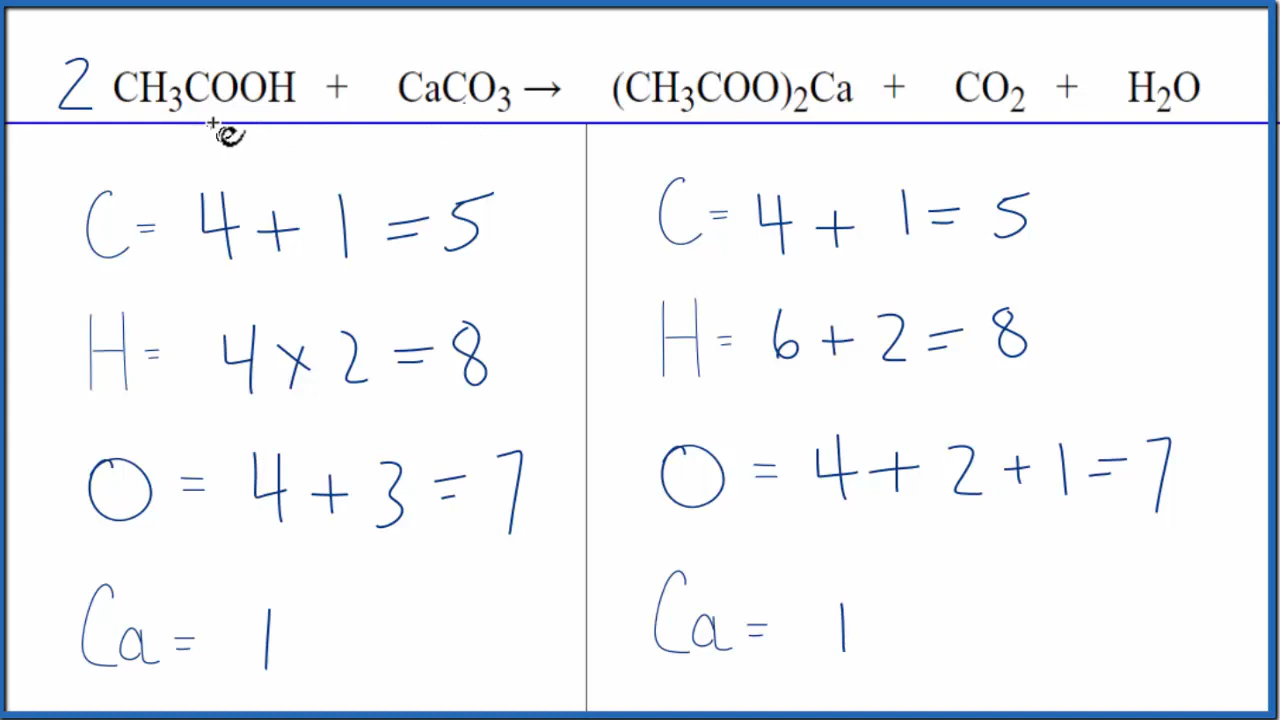 2 CH₃COOH + CaCO₃ → (CH₃COO)₂Ca + CO₂ + H₂O
C = 4 + 1 = 5
H = 4 x 2 = 8
O = 4 + 3 = 7
Ca = 1
C = 4 + 1 = 5
H = 6 + 2 = 8
O = 4 + 2 + 1 = 7
Ca = 1